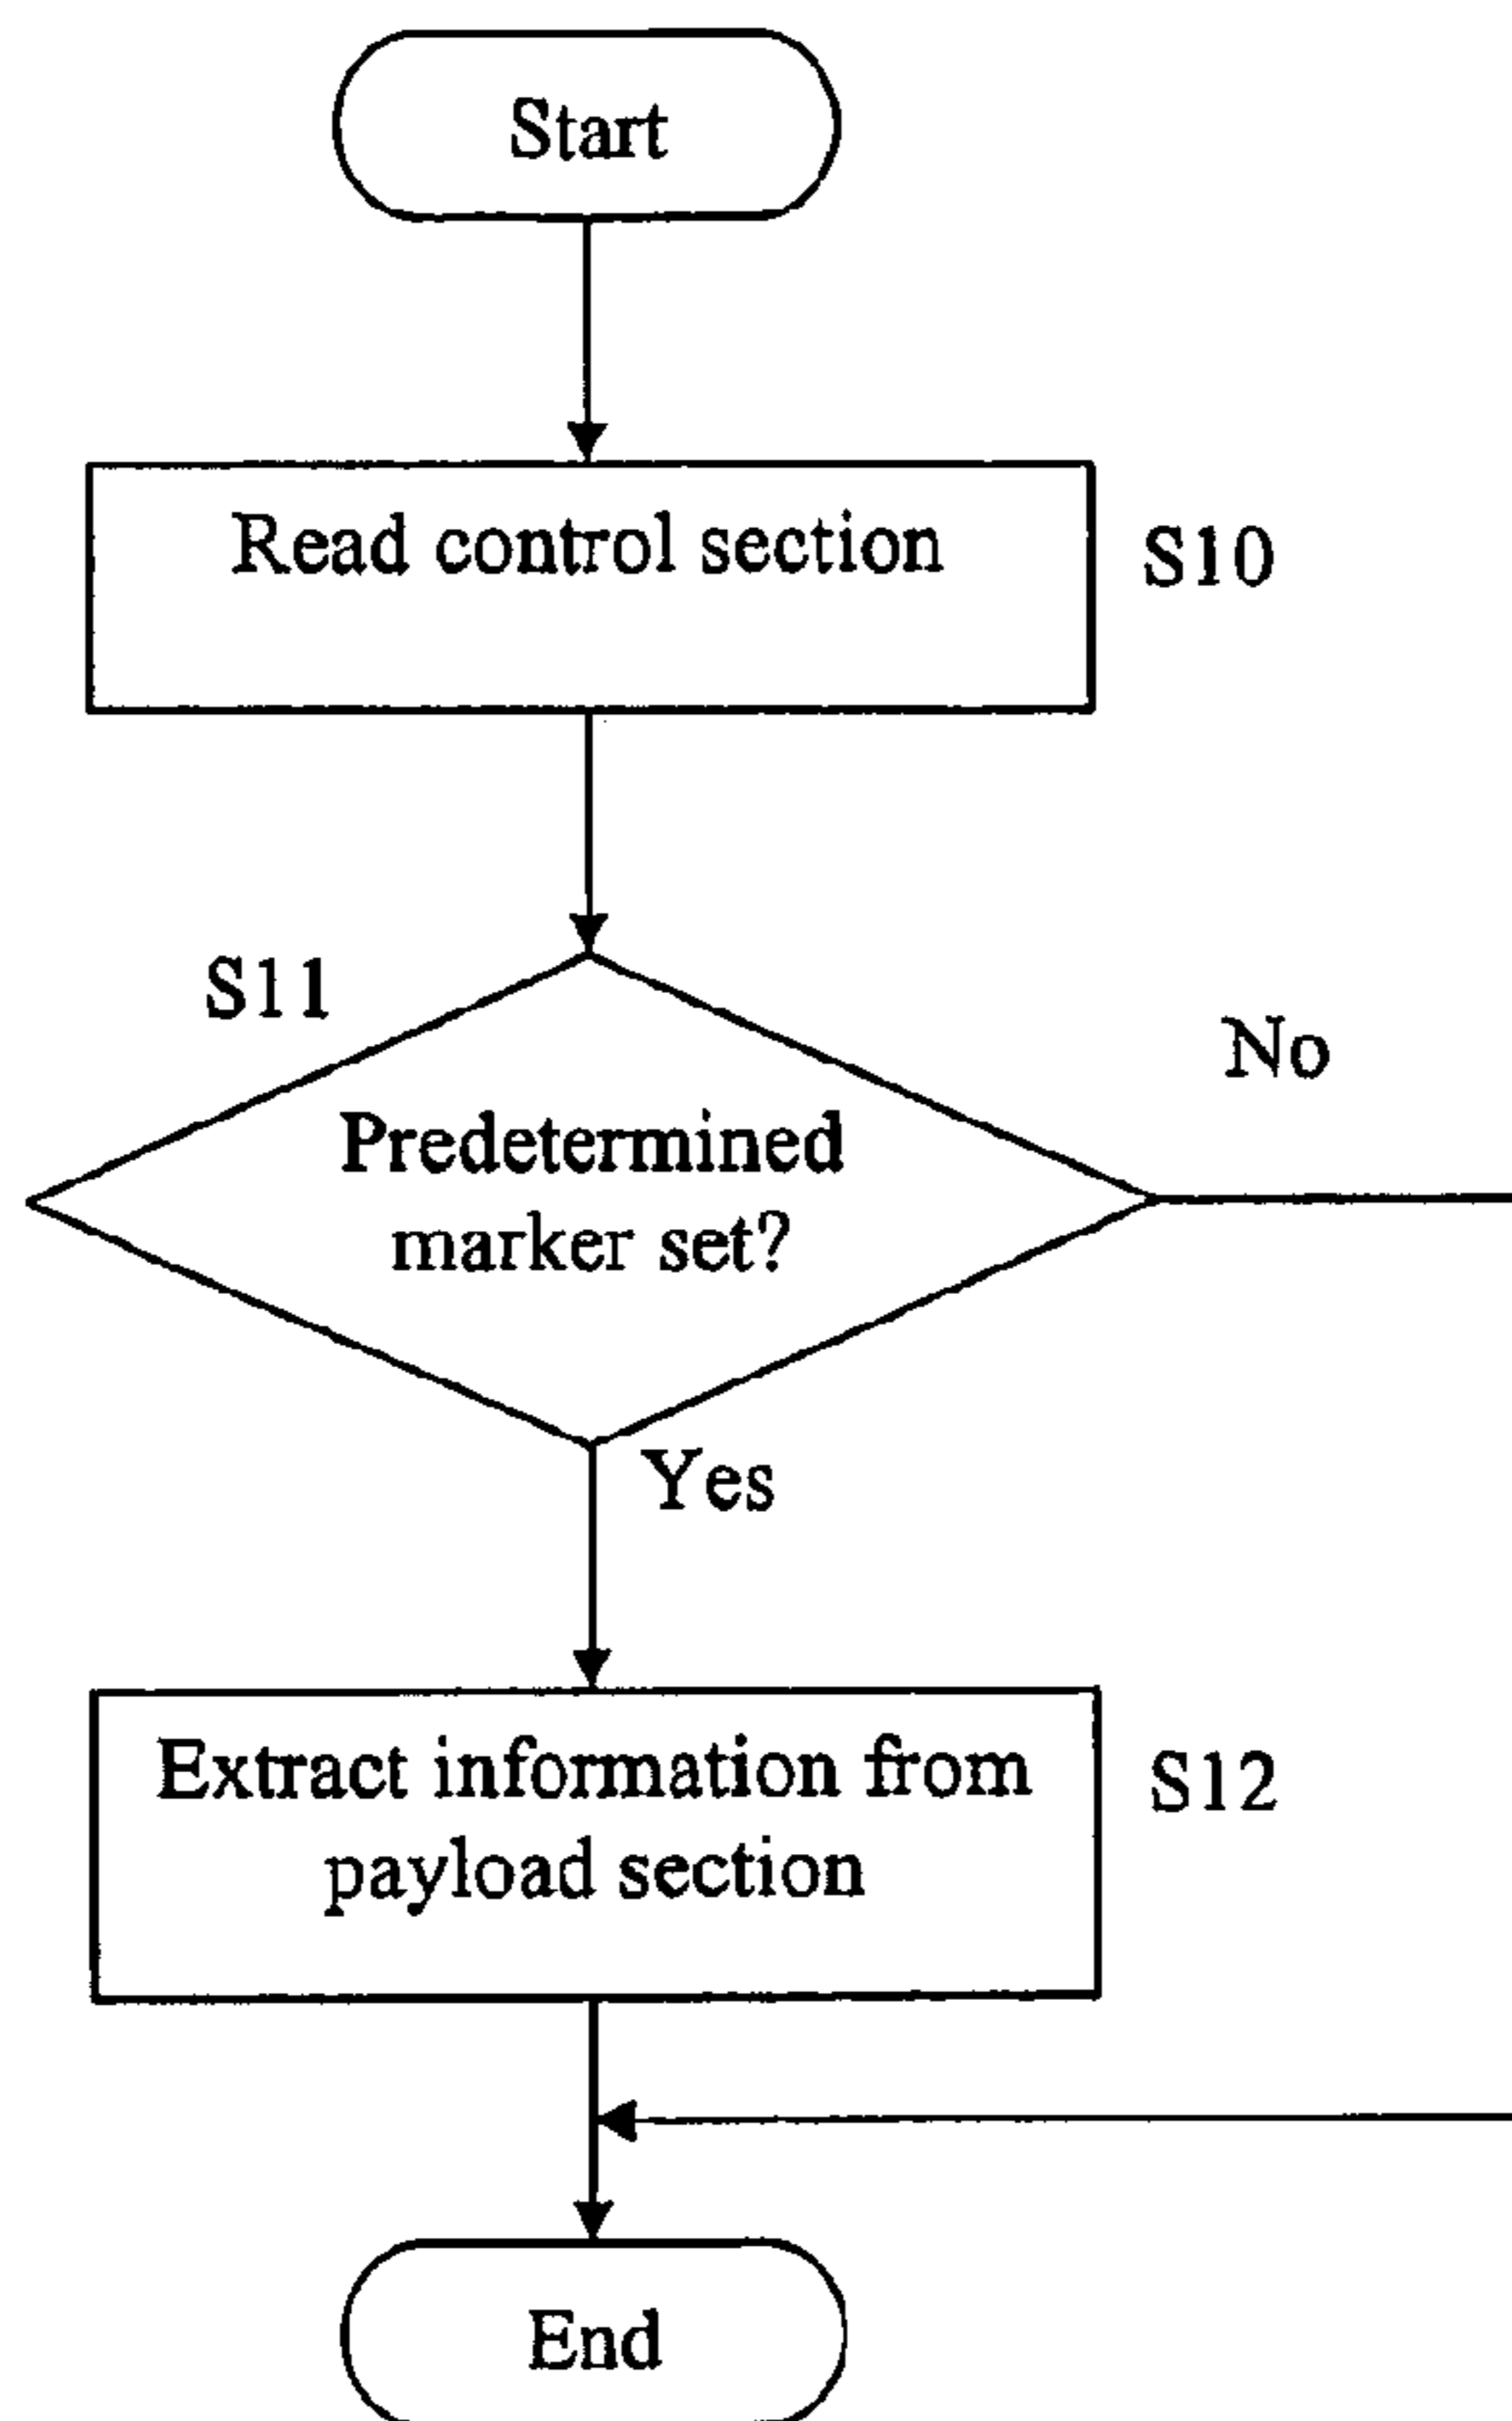 Start
Read control section
S10
S11
No
Predetermined
marker set?
Yes
Extract information from
S12
payload section
End